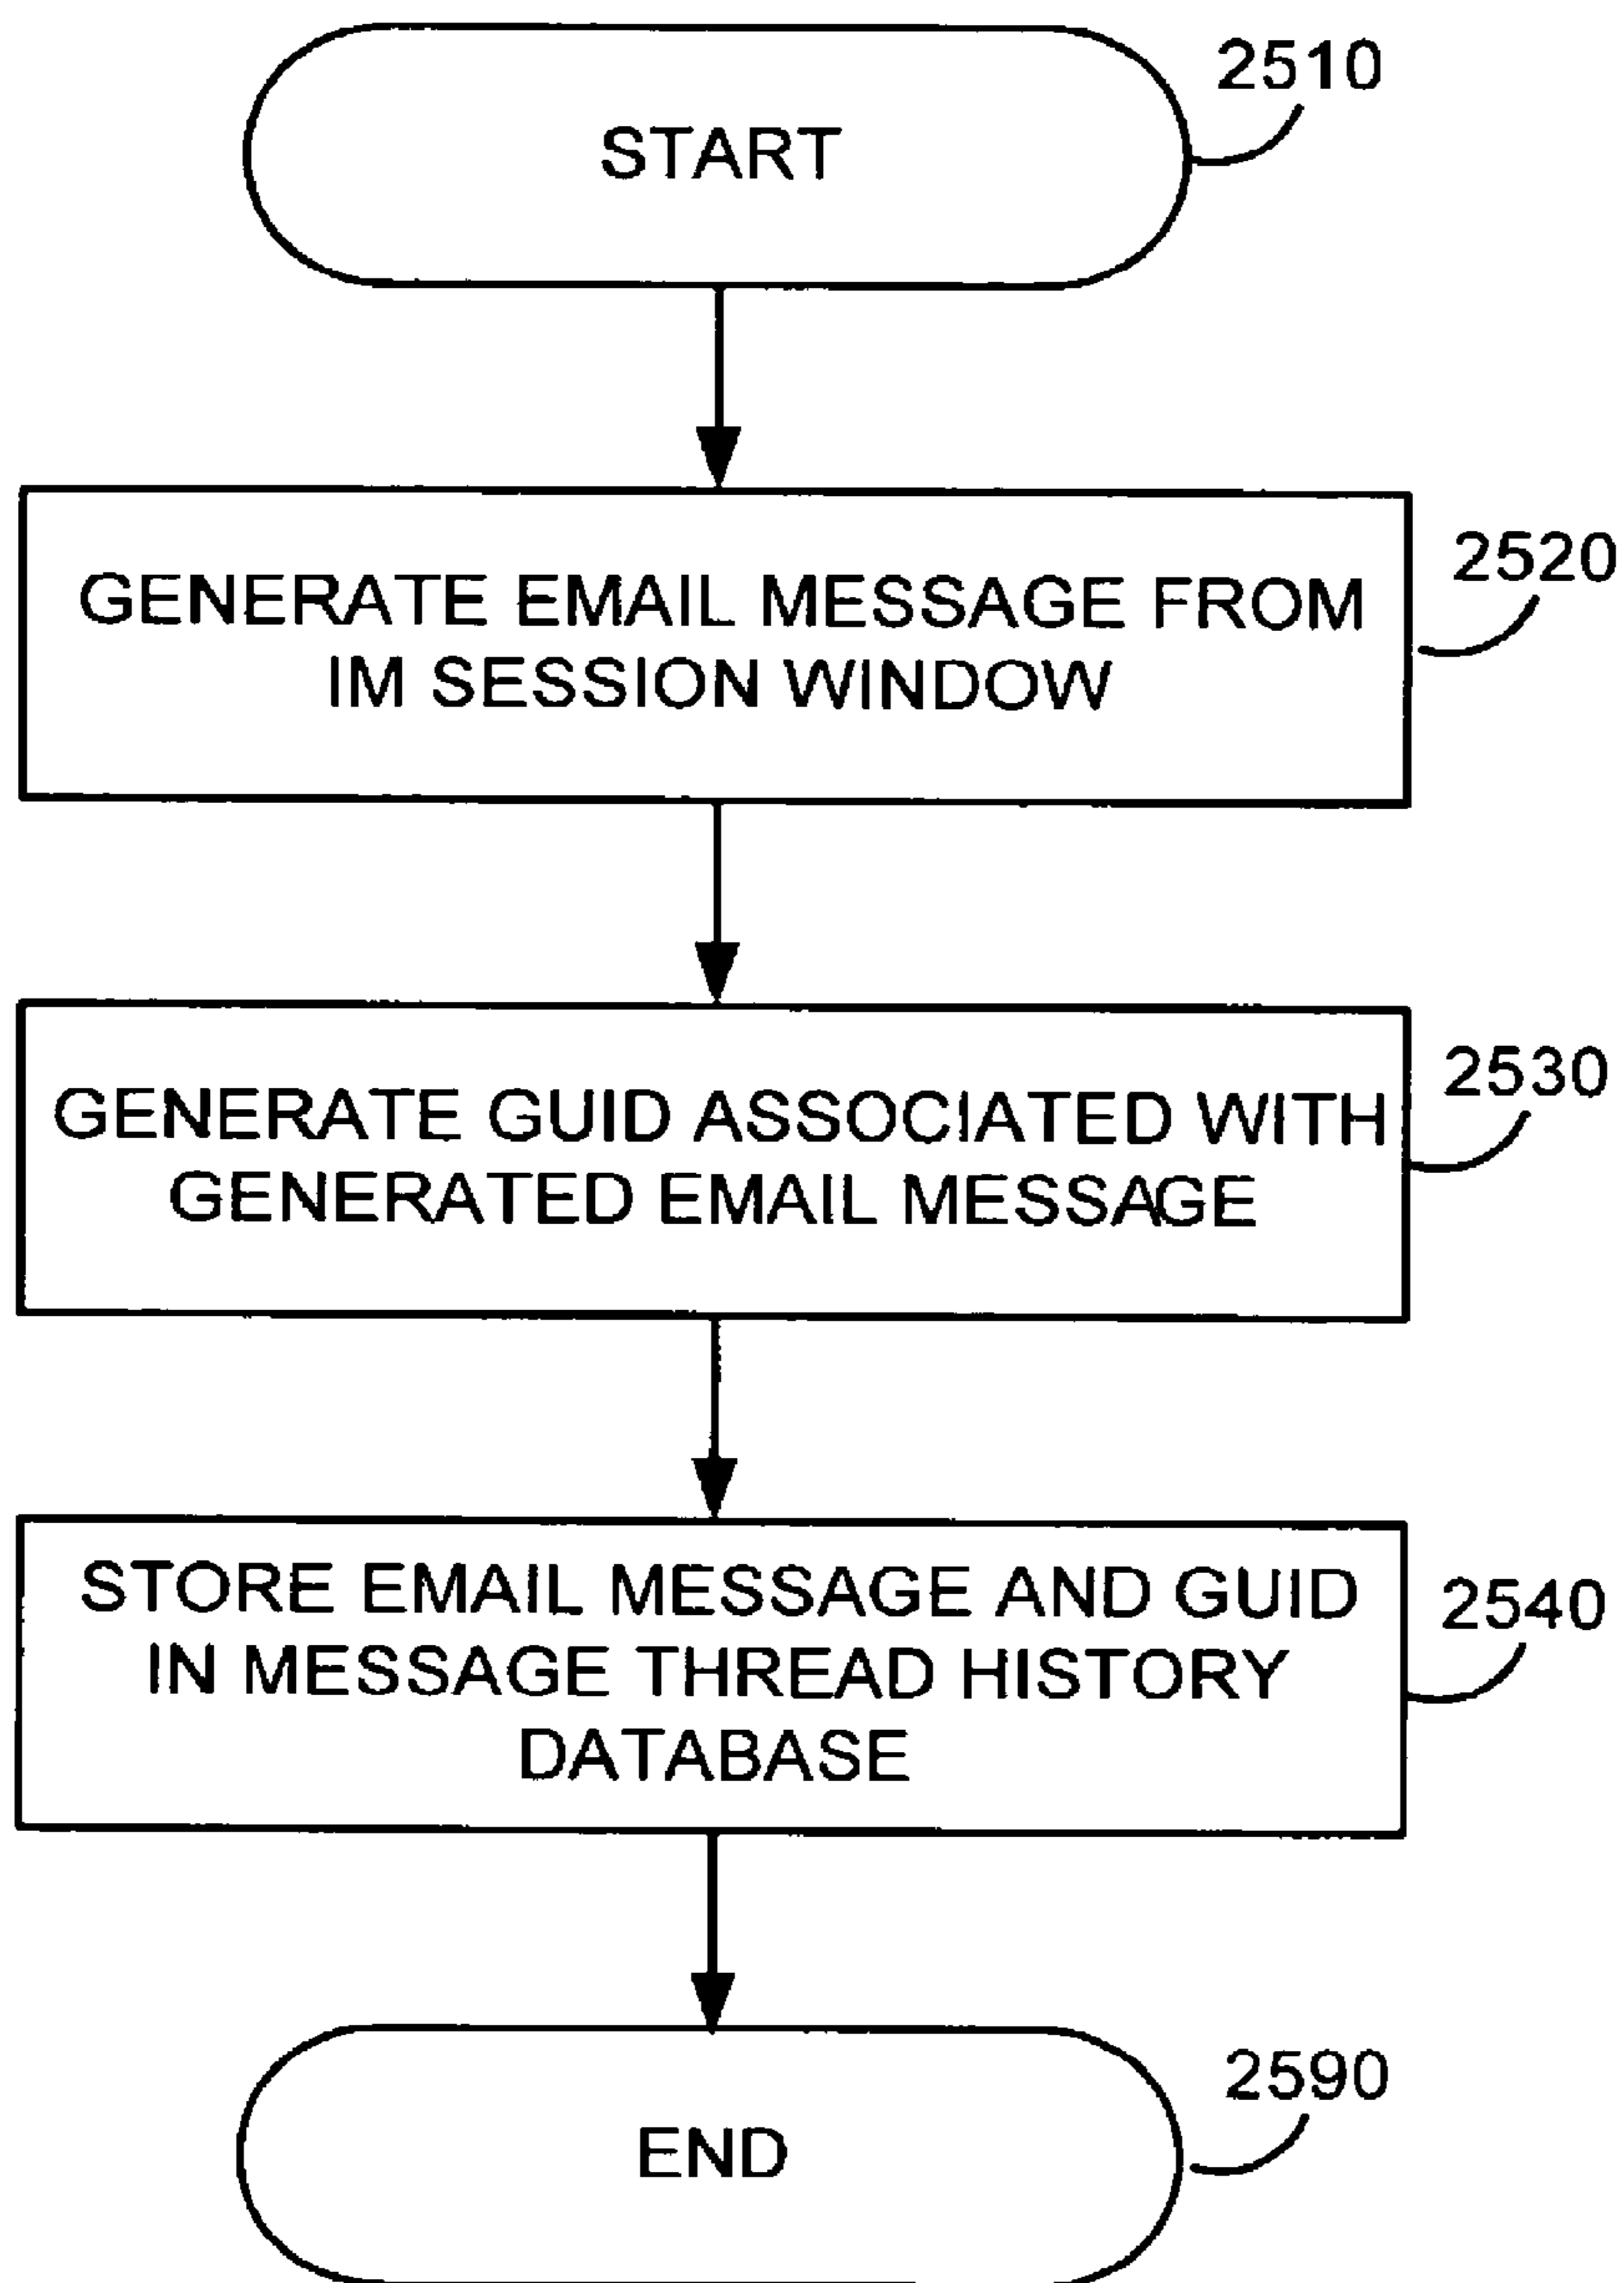 2510
START
2520
GENERATE EMAIL MESSAGE FROM
IM SESSION WINDOW
2530
GENERATE GUID ASSOCIATED WITH
GENERATED EMAIL MESSAGE
2540
STORE EMAIL MESSAGE AND GUID
IN MESSAGE THREAD HISTORY
DATABASE
2590
END